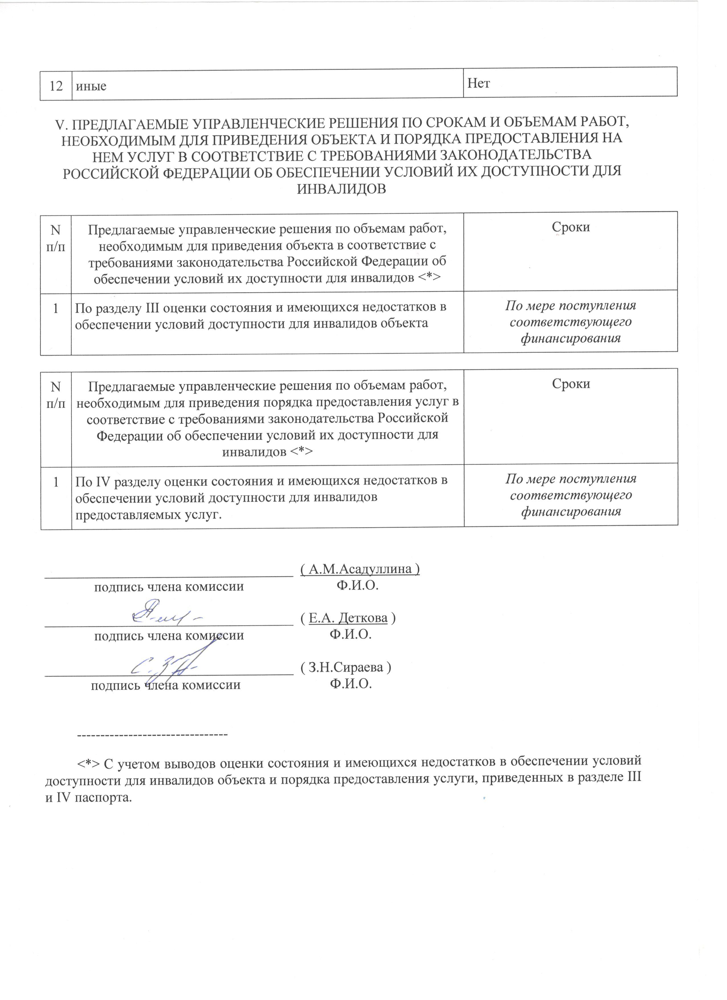 12 иные Нет
V. ПРЕДЛАГАЕМЫЕ УПРАВЛЕНЧЕСКИЕ РЕШЕНИЯ ПО СРОКАМ И ОБЪЕМАМ РАБОТ,
НЕОБХОДИМЫМ ДЛЯ ПРИВЕДЕНИЯ ОБЪЕКТА И ПОРЯДКА ПРЕДОСТАВЛЕНИЯ НА
НЕМ УСЛУГ В СООТВЕТСТВИЕ С ТРЕБОВАНИЯМИ ЗАКОНОДАТЕЛЬСТВА
РОССИЙСКОЙ ФЕДЕРАЦИИ ОБ ОБЕСПЕЧЕНИИ УСЛОВИЙ ИХ ДОСТУПНОСТИ ДЛЯ
ИНВАЛИДОВ
N
п/п
Предлагаемые управленческие решения по объемам работ,
необходимым для приведения объекта в соответствие с
требованиями законодательства Российской Федерации об
обеспечении условий их доступности для инвалидов <*>
Сроки
1
По разделу III оценки состояния и имеющихся недостатков в
обеспечении условий доступности для инвалидов объекта
По мере поступления
соответствующего
финансирования
N
п/п
Предлагаемые управленческие решения по объемам работ,
необходимым для приведения порядка предоставления услуг в
соответствие с требованиями законодательства Российской
Федерации об обеспечении условий их доступности для
инвалидов <*>
Сроки
1
По IV разделу оценки состояния и имеющихся недостатков в
обеспечении условий доступности для инвалидов
предоставляемых услуг.
По мере поступления
соответствующего
финансирования
( А.М.Асадуллина )
подпись члена комиссии Ф.И.О.
( Е.А. Деткова )
подпись члена комиссии Ф.И.О.
( З.Н.Сираева )
подпись члена комиссии Ф.И.О.
--------------------------------
<*> С учетом выводов оценки состояния и имеющихся недостатков в обеспечении условий
доступности для инвалидов объекта и порядка предоставления услуги, приведенных в разделе III
и IV паспорта.